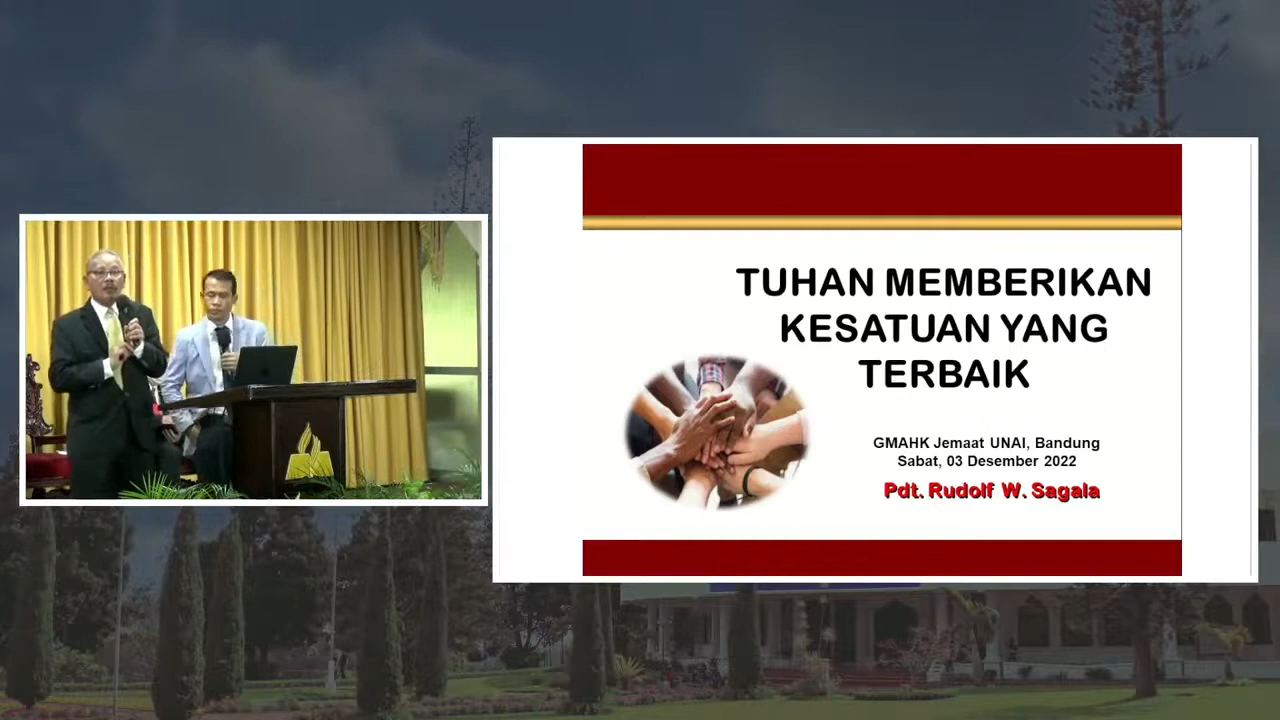 TUHAN MEMBERIKAN
KESATUAN YANG
TERBAIK
GMAHK Jemaat UNAI, Bandung
Sabat, 03 Desember 2022
Pdt. Rudolf W. Sagala